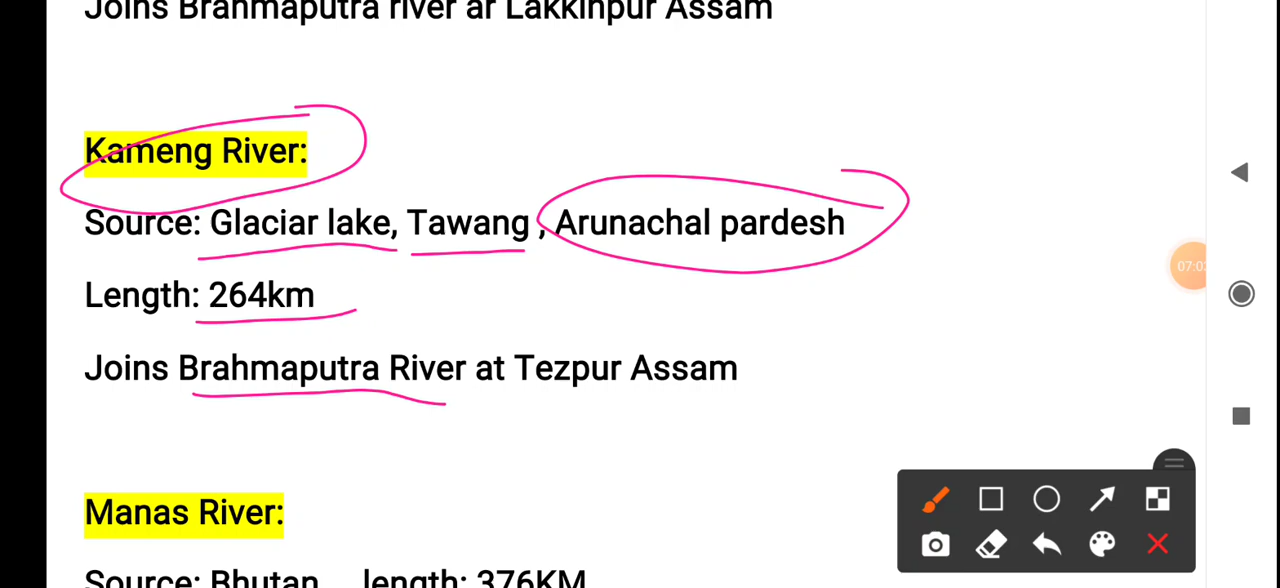 Joins Brahmaputra river ar Lakkinpur Assam
Kameng River:
Source: Glaciar lake, Tawang , Arunachal pardesh
Length: 264km
Joins Brahmaputra River at Tezpur Assam
Manas River:
Source: Bhutan length: 376KM